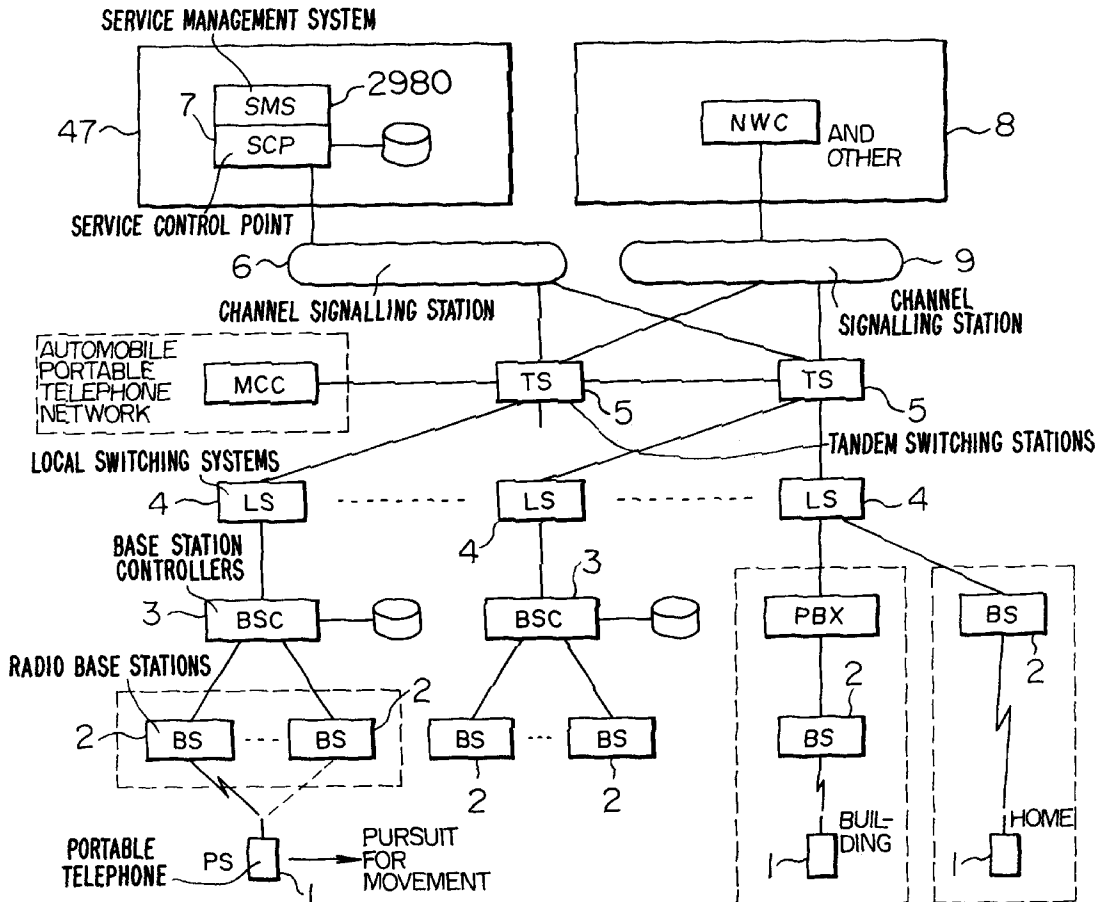 SERVICE MANAGEMENT SYSTEM
47
7
SMS
2980
SCP
SERVICE CONTROL POINT
NWC
AND
OTHER
8
6
CHANNEL SIGNALLING STATION
9
CHANNEL
SIGNALLING STATION
AUTOMOBILE
PORTABLE
TELEPHONE
NETWORK
MCC
TS
5
TS
5
TANDEM SWITCHING STATIONS
LOCAL SWITCHING SYSTEMS
4
LS
LS
4
LS
4
BASE STATION
CONTROLLERS
3
BSC
BSC
3
PBX
BS
2
RADIO BASE STATIONS
2
BS
BS
2
BS
2
BS
2
BS
2
PORTABLE
TELEPHONE
PS
1
PURSUIT
FOR
MOVEMENT
BUIL-
DING
1
HOME
1